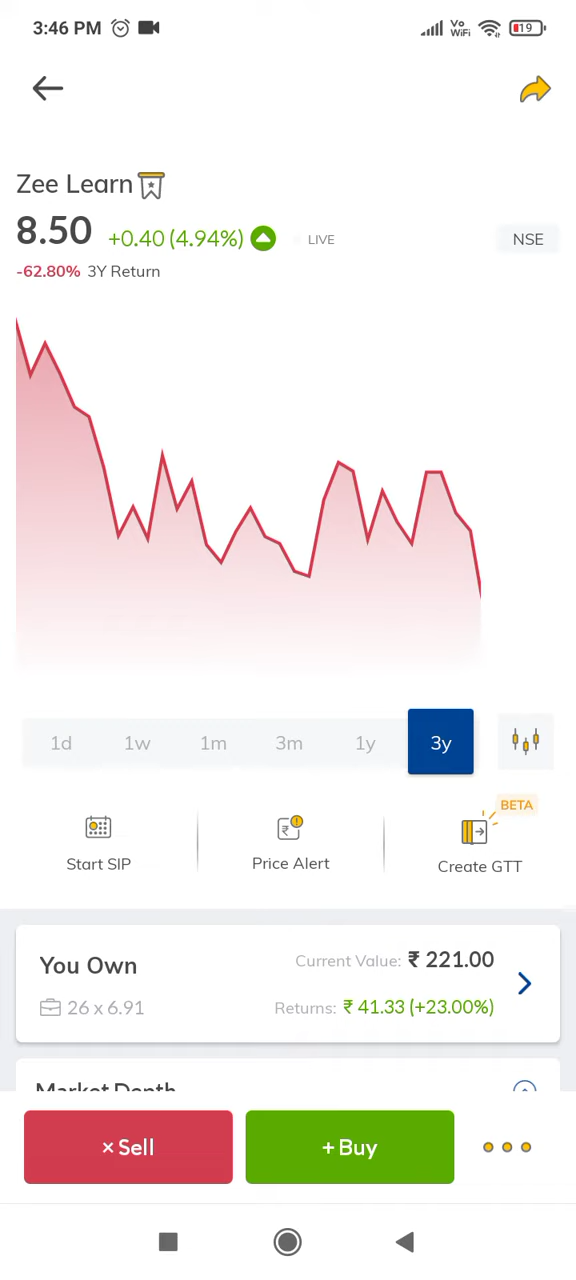 3:46 PM
Vo
WiFi
19
Zee Learn
8.50 +0.40 (4.94%) LIVE NSE
-62.80% 3Y Return
1d 1w 1m 3m 1y 3y
BETA
Start SIP Price Alert Create GTT
You Own Current Value: ₹ 221.00
26 x 6.91 Returns: ₹ 41.33 (+23.00%)
Market Depth
× Sell + Buy